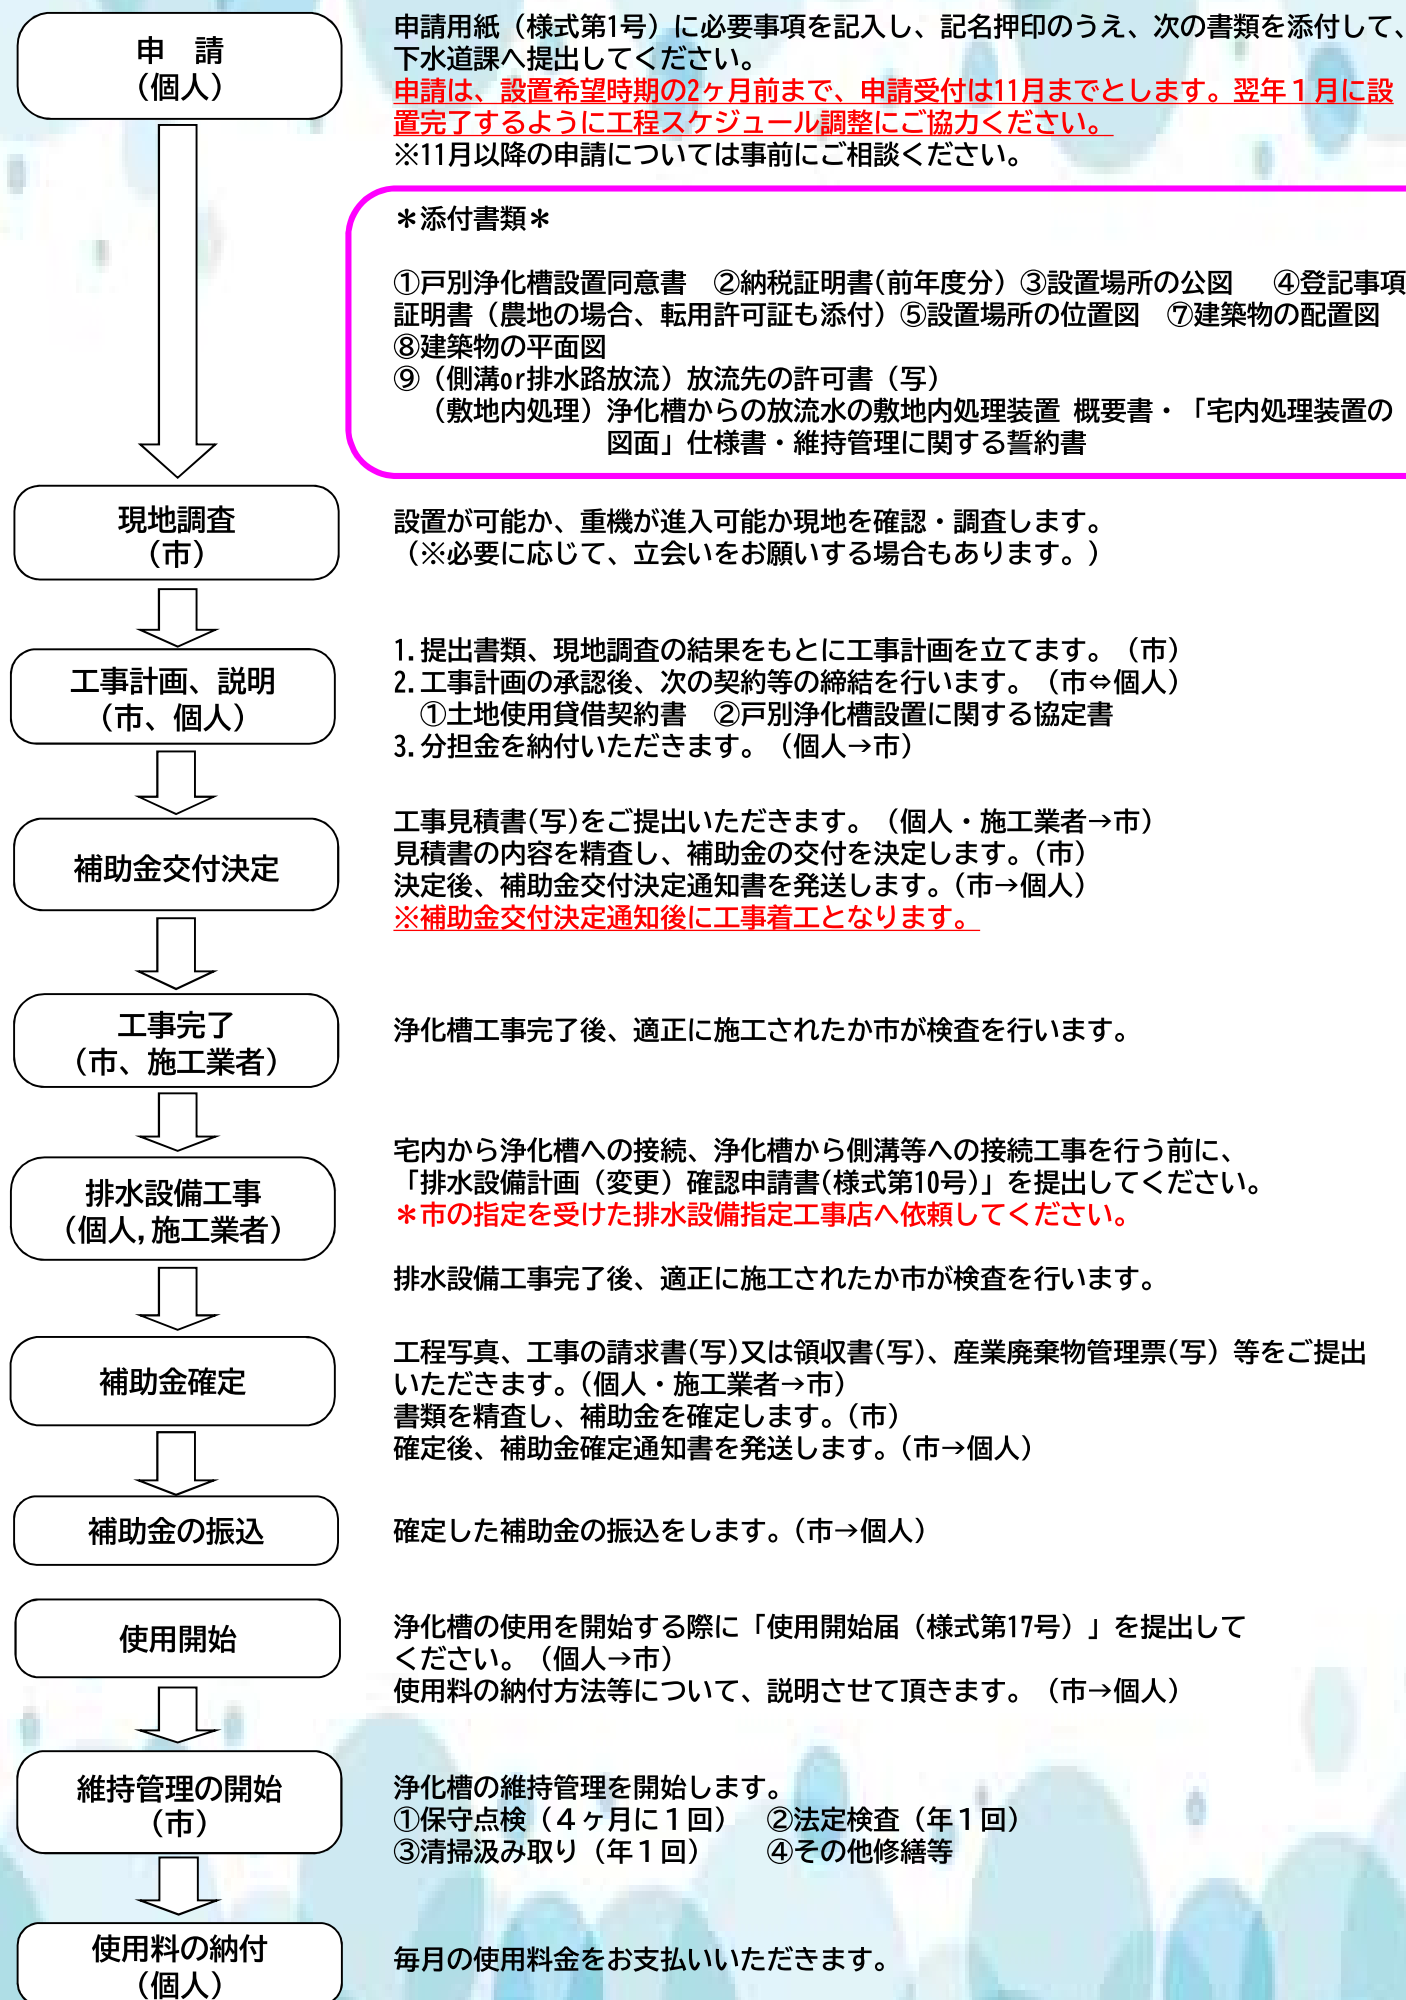 申　請
（個人）
申請用紙（様式第1号）に必要事項を記入し、記名押印のうえ、次の書類を添付して、
下水道課へ提出してください。
申請は、設置希望時期の2ヶ月前まで、申請受付は11月までとします。翌年１月に設
置完了するように工程スケジュール調整にご協力ください。
※11月以降の申請については事前にご相談ください。
＊添付書類＊
①戸別浄化槽設置同意書　②納税証明書(前年度分）③設置場所の公図　④登記事項
証明書（農地の場合、転用許可証も添付）⑤設置場所の位置図　⑦建築物の配置図
⑧建築物の平面図
⑨（側溝or排水路放流）放流先の許可書（写）
（敷地内処理）浄化槽からの放流水の敷地内処理装置 概要書・「宅内処理装置の
図面」仕様書・維持管理に関する誓約書
現地調査
（市）
設置が可能か、重機が進入可能か現地を確認・調査します。
（※必要に応じて、立会いをお願いする場合もあります。）
工事計画、説明
（市、個人）
1.提出書類、現地調査の結果をもとに工事計画を立てます。（市）
2.工事計画の承認後、次の契約等の締結を行います。（市⇔個人）
①土地使用貸借契約書　②戸別浄化槽設置に関する協定書
3.分担金を納付いただきます。（個人→市）
補助金交付決定
工事見積書(写)をご提出いただきます。（個人・施工業者→市）
見積書の内容を精査し、補助金の交付を決定します。(市）
決定後、補助金交付決定通知書を発送します。(市→個人）
※補助金交付決定通知後に工事着工となります。
工事完了
（市、施工業者）
浄化槽工事完了後、適正に施工されたか市が検査を行います。
排水設備工事
（個人,施工業者）
宅内から浄化槽への接続、浄化槽から側溝等への接続工事を行う前に、
「排水設備計画（変更）確認申請書(様式第10号)」を提出してください。
＊市の指定を受けた排水設備指定工事店へ依頼してください。
排水設備工事完了後、適正に施工されたか市が検査を行います。
補助金確定
工程写真、工事の請求書(写)又は領収書(写)、産業廃棄物管理票(写）等をご提出
いただきます。(個人・施工業者→市）
書類を精査し、補助金を確定します。(市）
確定後、補助金確定通知書を発送します。(市→個人）
補助金の振込
確定した補助金の振込をします。(市→個人）
使用開始
浄化槽の使用を開始する際に「使用開始届（様式第17号）」を提出して
ください。（個人→市）
使用料の納付方法等について、説明させて頂きます。（市→個人）
維持管理の開始
（市）
浄化槽の維持管理を開始します。
①保守点検（４ヶ月に１回）　②法定検査（年１回）
③清掃汲み取り（年１回）　　④その他修繕等
使用料の納付
（個人）
毎月の使用料金をお支払いいただきます。